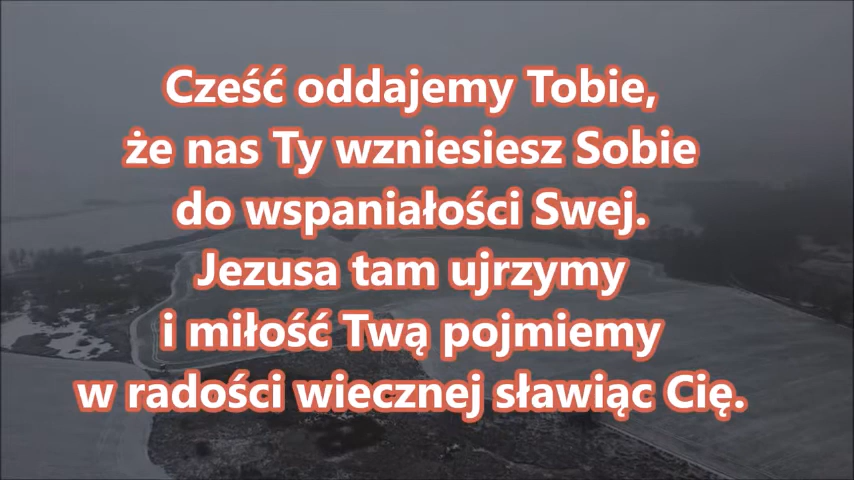 Cześć oddajemy Tobie,
że nas Ty wzniesiesz Sobie
do wspaniałości Swej.
Jezusa tam ujrzymy
i miłość Twą pojmiemy
w radości wiecznej sławiąc Cię.